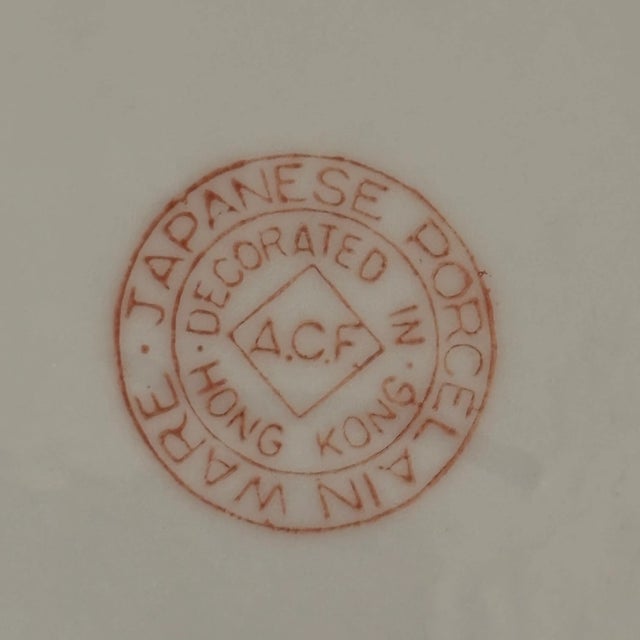 JAPANESE PORCELAIN WARE
DECORATED IN
HONG KONG
A.C.F.